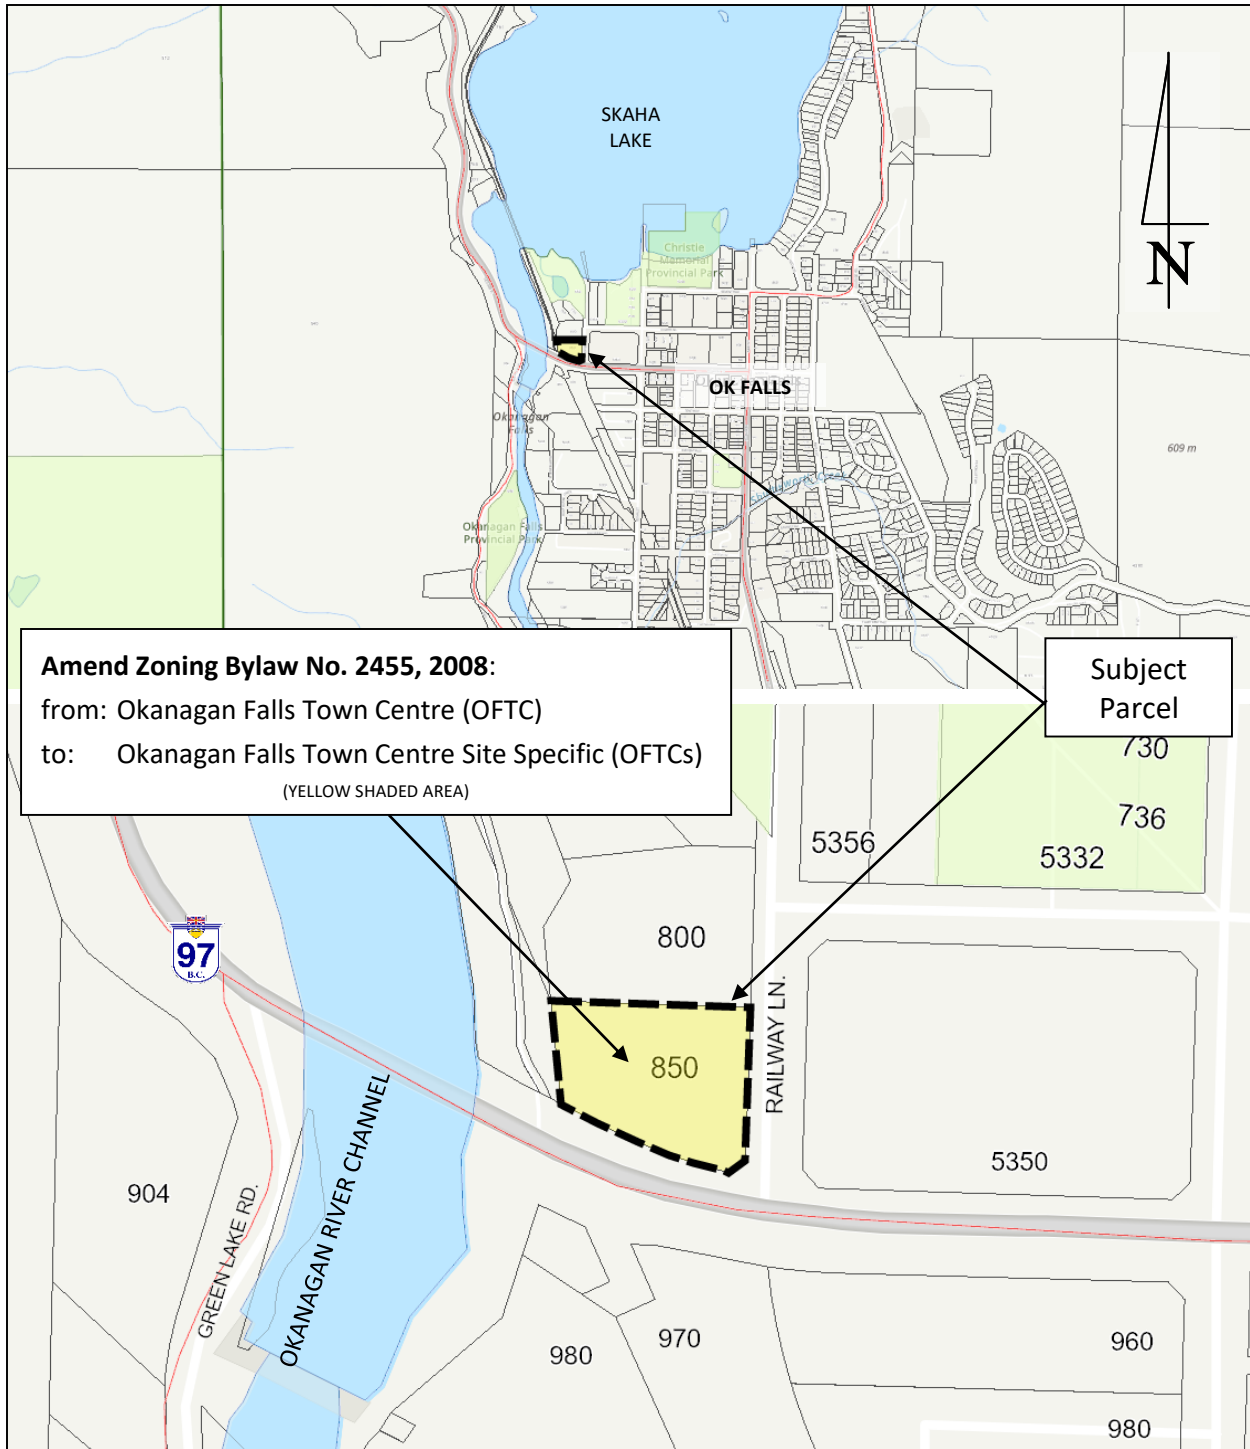 SKAHA
LAKE
Christie
Memorial
Provincial Park
N
OK FALLS
Okanagan
Falls
609 m
Okanagan Falls
Provincial Park
Amend Zoning Bylaw No. 2455, 2008:
from: Okanagan Falls Town Centre (OFTC)
to: Okanagan Falls Town Centre Site Specific (OFTCs)
(YELLOW SHADED AREA)
Subject
Parcel
730
736
5356
5332
800
97
B.C.
850
RAILWAY LN.
5350
904
GREEN LAKE RD.
OKANAGAN RIVER CHANNEL
980
970
960
980